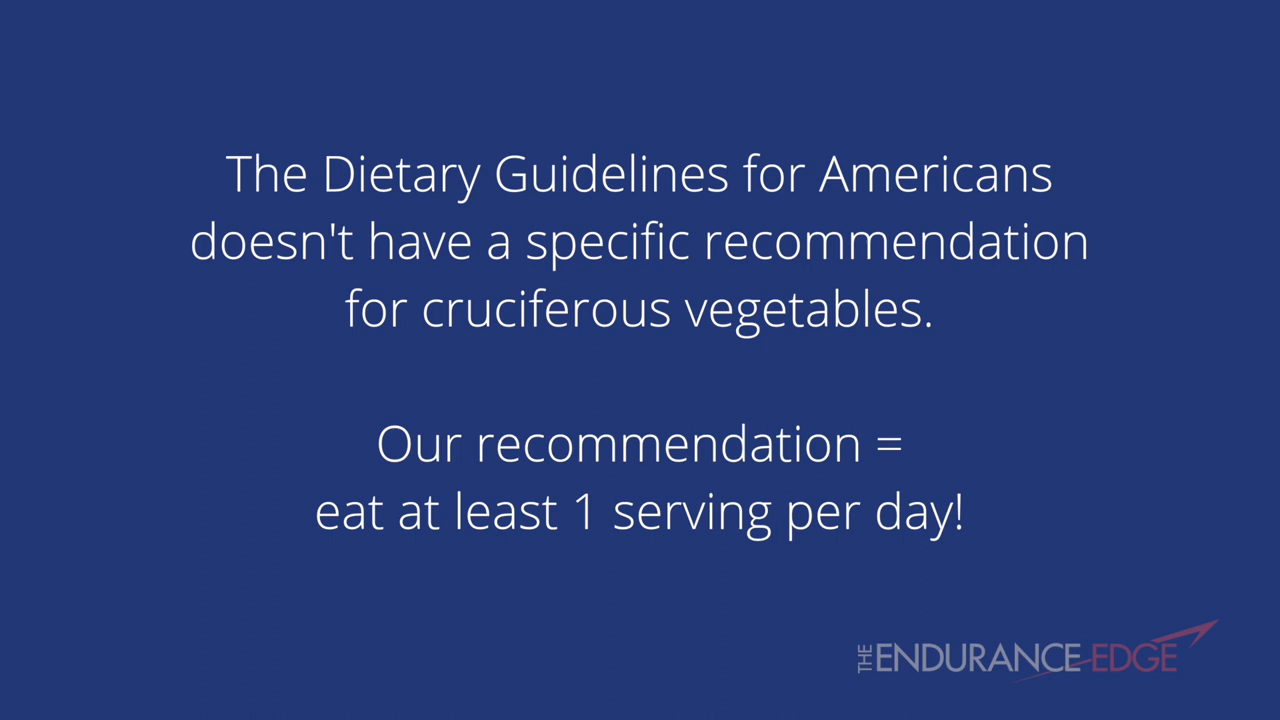 The Dietary Guidelines for Americans
doesn't have a specific recommendation
for cruciferous vegetables.
Our recommendation =
eat at least 1 serving per day!
THE ENDURANCE EDGE